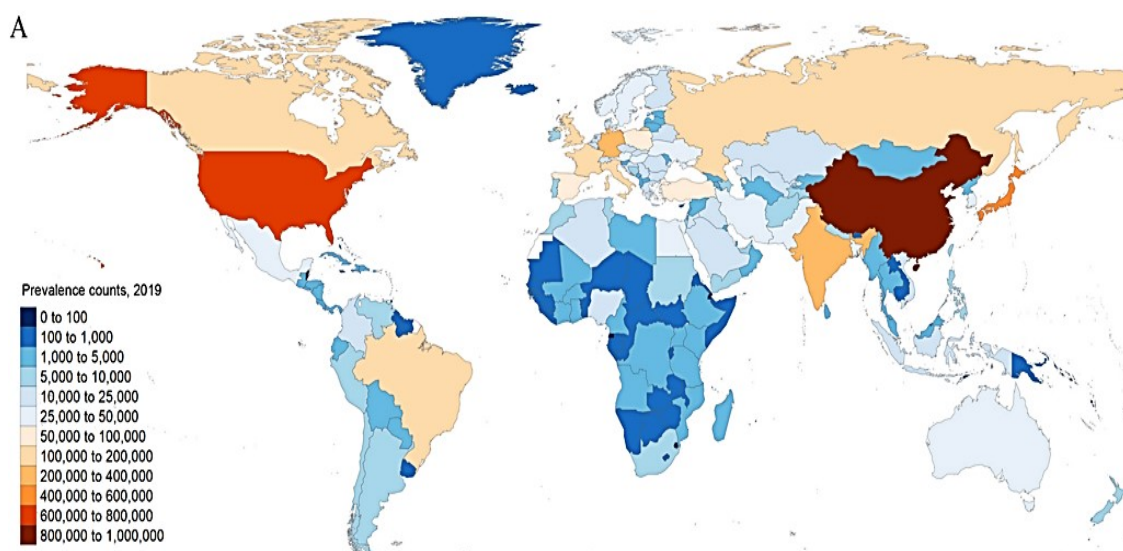 A
Prevalence counts, 2019
0 to 100
100 to 1,000
1,000 to 5,000
5,000 to 10,000
10,000 to 25,000
25,000 to 50,000
50,000 to 100,000
100,000 to 200,000
200,000 to 400,000
400,000 to 600,000
600,000 to 800,000
800,000 to 1,000,000